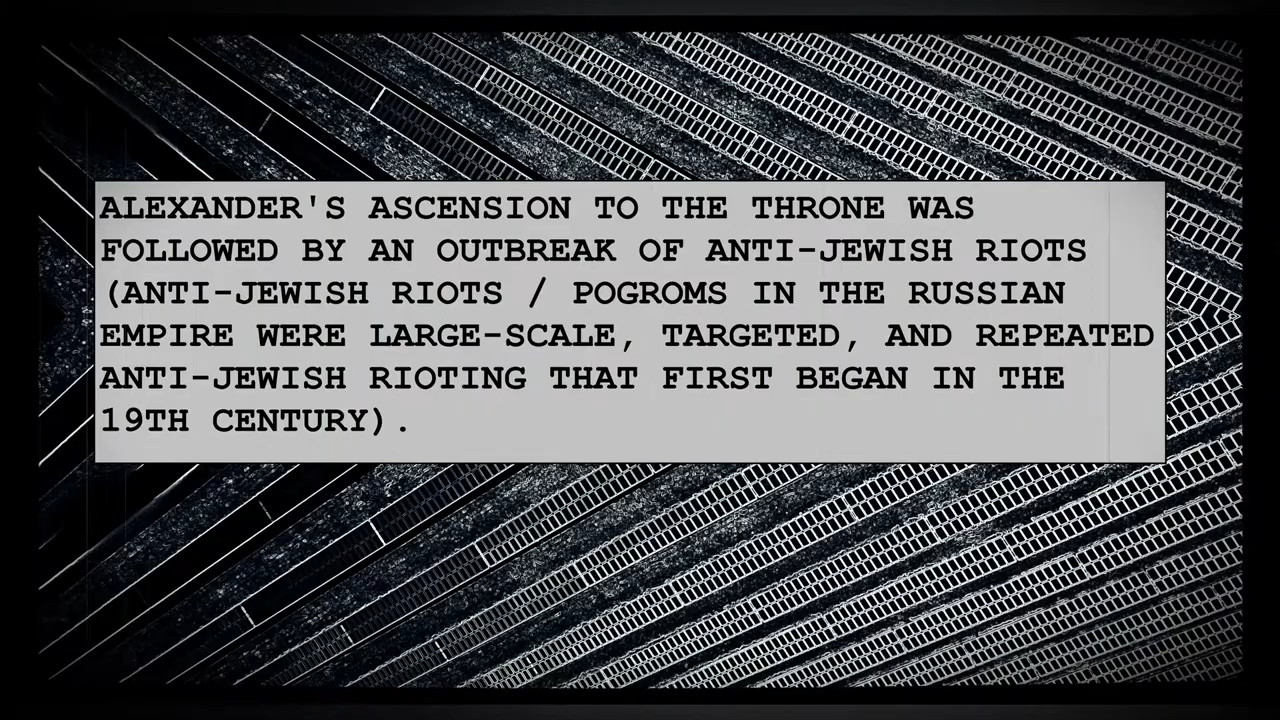 ALEXANDER'S ASCENSION TO THE THRONE WAS
FOLLOWED BY AN OUTBREAK OF ANTI-JEWISH RIOTS
(ANTI-JEWISH RIOTS / POGROMS IN THE RUSSIAN
EMPIRE WERE LARGE-SCALE, TARGETED, AND REPEATED
ANTI-JEWISH RIOTING THAT FIRST BEGAN IN THE
19TH CENTURY).